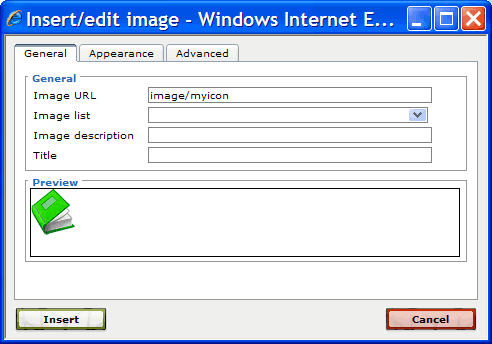 Insert/edit image - Windows Internet E...
General Appearance Advanced
General
Image URL image/myicon
Image list
Image description
Title
Preview
Insert Cancel